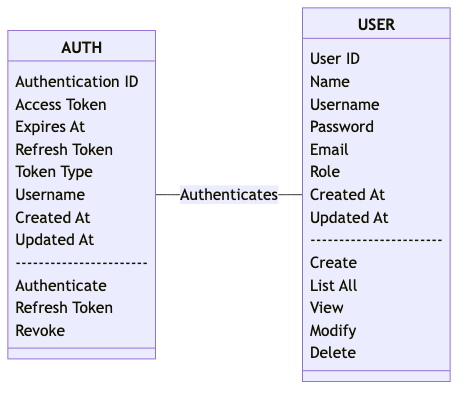 AUTH
Authentication ID
Access Token
Expires At
Refresh Token
Token Type
Username
Created At
Updated At
-----------------------
Authenticate
Refresh Token
Revoke
Authenticates
USER
User ID
Name
Username
Password
Email
Role
Created At
Updated At
-----------------------
Create
List All
View
Modify
Delete